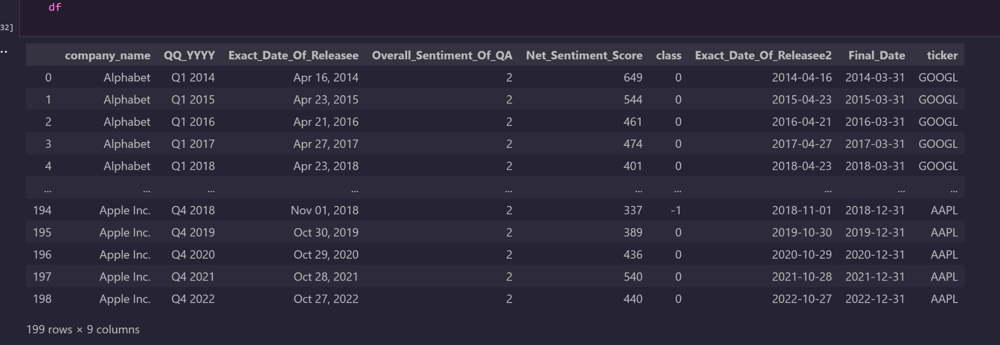 df
32]
..
company_name QQ_YYYY Exact_Date_Of_Releasee Overall_Sentiment_Of_QA Net_Sentiment_Score class Exact_Date_Of_Releasee2 Final_Date ticker
0 Alphabet Q1 2014 Apr 16, 2014 2 649 0 2014-04-16 2014-03-31 GOOGL
1 Alphabet Q1 2015 Apr 23, 2015 2 544 0 2015-04-23 2015-03-31 GOOGL
2 Alphabet Q1 2016 Apr 21, 2016 2 461 0 2016-04-21 2016-03-31 GOOGL
3 Alphabet Q1 2017 Apr 27, 2017 2 474 0 2017-04-27 2017-03-31 GOOGL
4 Alphabet Q1 2018 Apr 23, 2018 2 401 0 2018-04-23 2018-03-31 GOOGL
... ... ... ... ... ... ... ... ... ...
194 Apple Inc. Q4 2018 Nov 01, 2018 2 337 -1 2018-11-01 2018-12-31 AAPL
195 Apple Inc. Q4 2019 Oct 30, 2019 2 389 0 2019-10-30 2019-12-31 AAPL
196 Apple Inc. Q4 2020 Oct 29, 2020 2 436 0 2020-10-29 2020-12-31 AAPL
197 Apple Inc. Q4 2021 Oct 28, 2021 2 540 0 2021-10-28 2021-12-31 AAPL
198 Apple Inc. Q4 2022 Oct 27, 2022 2 440 0 2022-10-27 2022-12-31 AAPL
199 rows × 9 columns